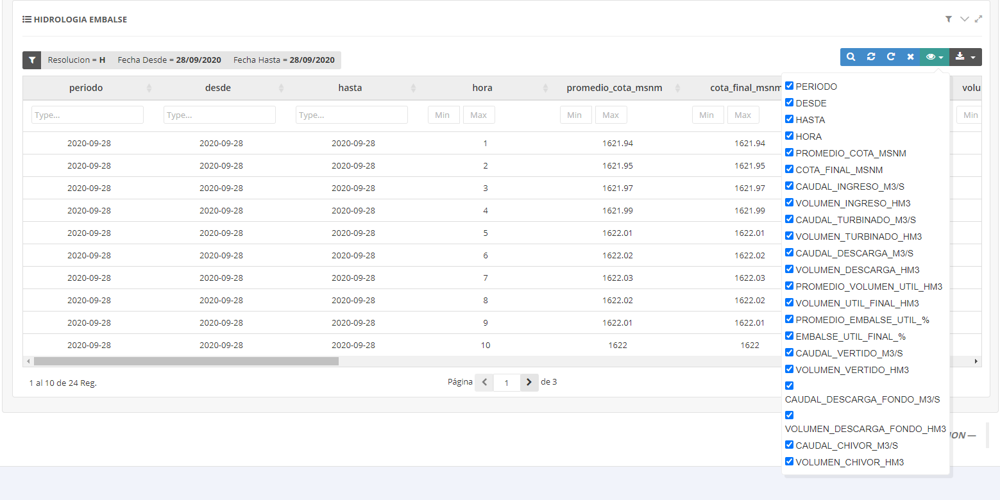 HIDROLOGIA EMBALSE
Resolucion = H Fecha Desde = 28/09/2020 Fecha Hasta = 28/09/2020
periodo desde hasta hora promedio_cota_msnm cota_final_msnm volu
Type... Type... Type... Min Max Min Max Min Max Min
2020-09-28 2020-09-28 2020-09-28 1 1621.94 1621.94
2020-09-28 2020-09-28 2020-09-28 2 1621.95 1621.95
2020-09-28 2020-09-28 2020-09-28 3 1621.97 1621.97
2020-09-28 2020-09-28 2020-09-28 4 1621.99 1621.99
2020-09-28 2020-09-28 2020-09-28 5 1622.01 1622.01
2020-09-28 2020-09-28 2020-09-28 6 1622.02 1622.02
2020-09-28 2020-09-28 2020-09-28 7 1622.03 1622.03
2020-09-28 2020-09-28 2020-09-28 8 1622.02 1622.02
2020-09-28 2020-09-28 2020-09-28 9 1622.01 1622.01
2020-09-28 2020-09-28 2020-09-28 10 1622 1622
1 al 10 de 24 Reg. Página 1 de 3
PERIODO
DESDE
HASTA
HORA
PROMEDIO_COTA_MSNM
COTA_FINAL_MSNM
CAUDAL_INGRESO_M3/S
VOLUMEN_INGRESO_HM3
CAUDAL_TURBINADO_M3/S
VOLUMEN_TURBINADO_HM3
CAUDAL_DESCARGA_M3/S
VOLUMEN_DESCARGA_HM3
PROMEDIO_VOLUMEN_UTIL_HM3
VOLUMEN_UTIL_FINAL_HM3
PROMEDIO_EMBALSE_UTIL_%
EMBALSE_UTIL_FINAL_%
CAUDAL_VERTIDO_M3/S
VOLUMEN_VERTIDO_HM3
CAUDAL_DESCARGA_FONDO_M3/S
VOLUMEN_DESCARGA_FONDO_HM3
CAUDAL_CHIVOR_M3/S
VOLUMEN_CHIVOR_HM3
ON —